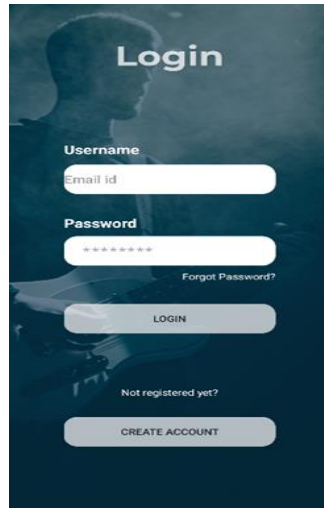 Login
Username
Email id
Password
********
Forgot Password?
LOGIN
Not registered yet?
CREATE ACCOUNT